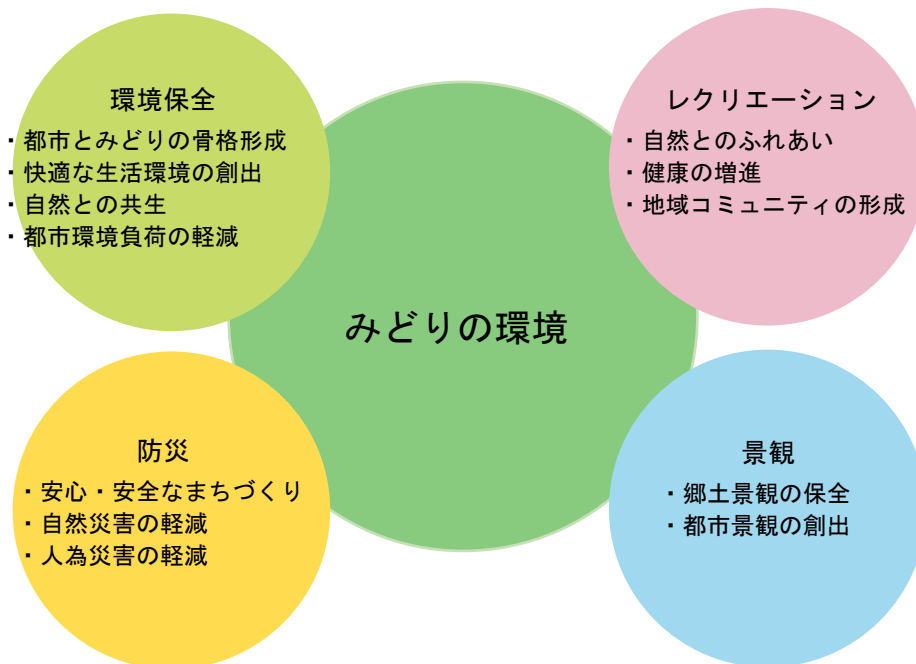 環境保全
・都市とみどりの骨格形成
・快適な生活環境の創出
・自然との共生
・都市環境負荷の軽減
レクリエーション
・自然とのふれあい
・健康の増進
・地域コミュニティの形成
みどりの環境
防災
・安心・安全なまちづくり
・自然災害の軽減
・人為災害の軽減
景観
・郷土景観の保全
・都市景観の創出